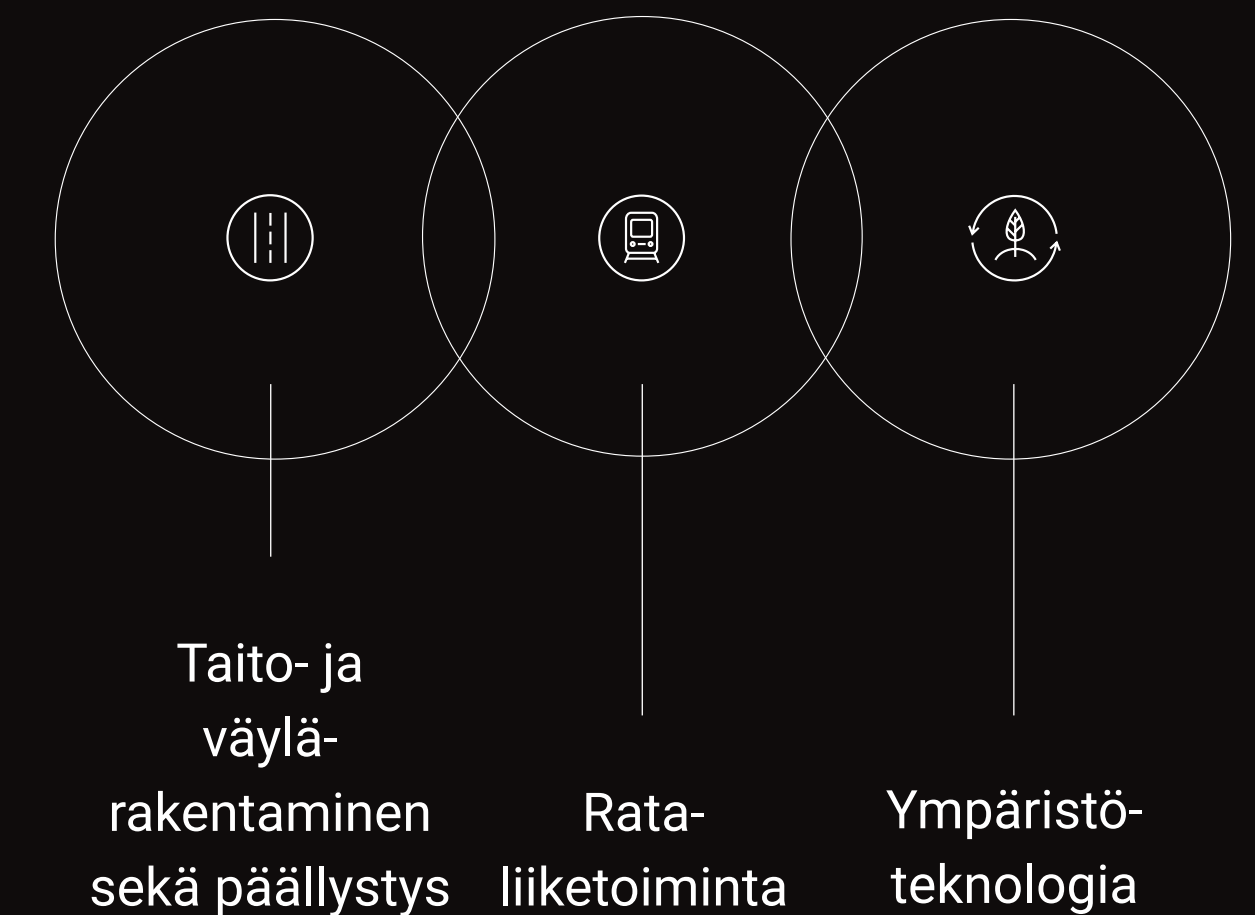 Taito- ja
väylä-
rakentaminen
sekä päällystys
Rata-
liiketoiminta
Ympäristö-
teknologia